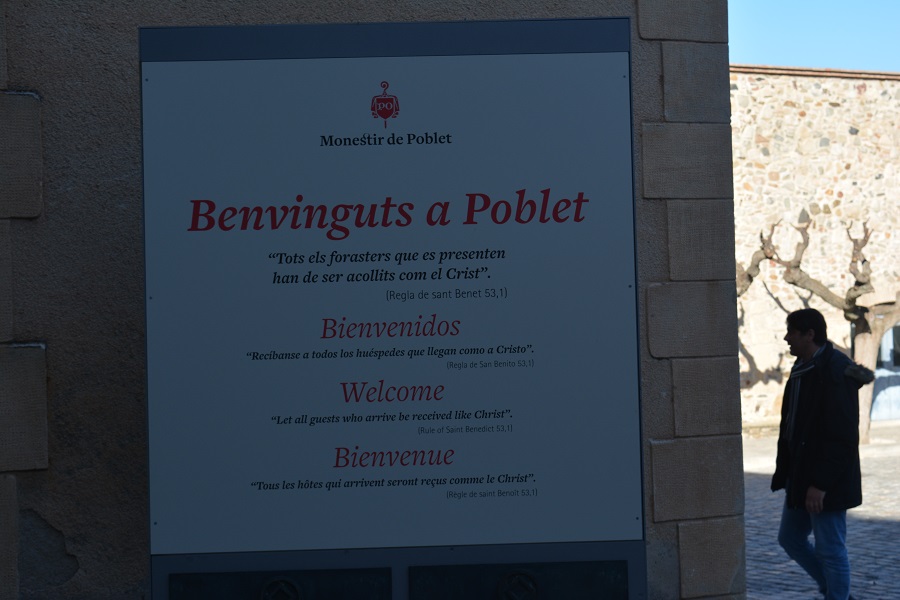 PO
Monestir de Poblet
Benvinguts a Poblet
“Tots els forasters que es presenten
han de ser acollits com el Crist”.
(Regla de sant Benet 53,1)
Bienvenidos
“Recíbanse a todos los huéspedes que llegan como a Cristo”.
(Regla de San Benito 53,1)
Welcome
“Let all guests who arrive be received like Christ”.
(Rule of Saint Benedict 53,1)
Bienvenue
“Tous les hôtes qui arrivent seront reçus comme le Christ”.
(Règle de saint Benoît 53,1)